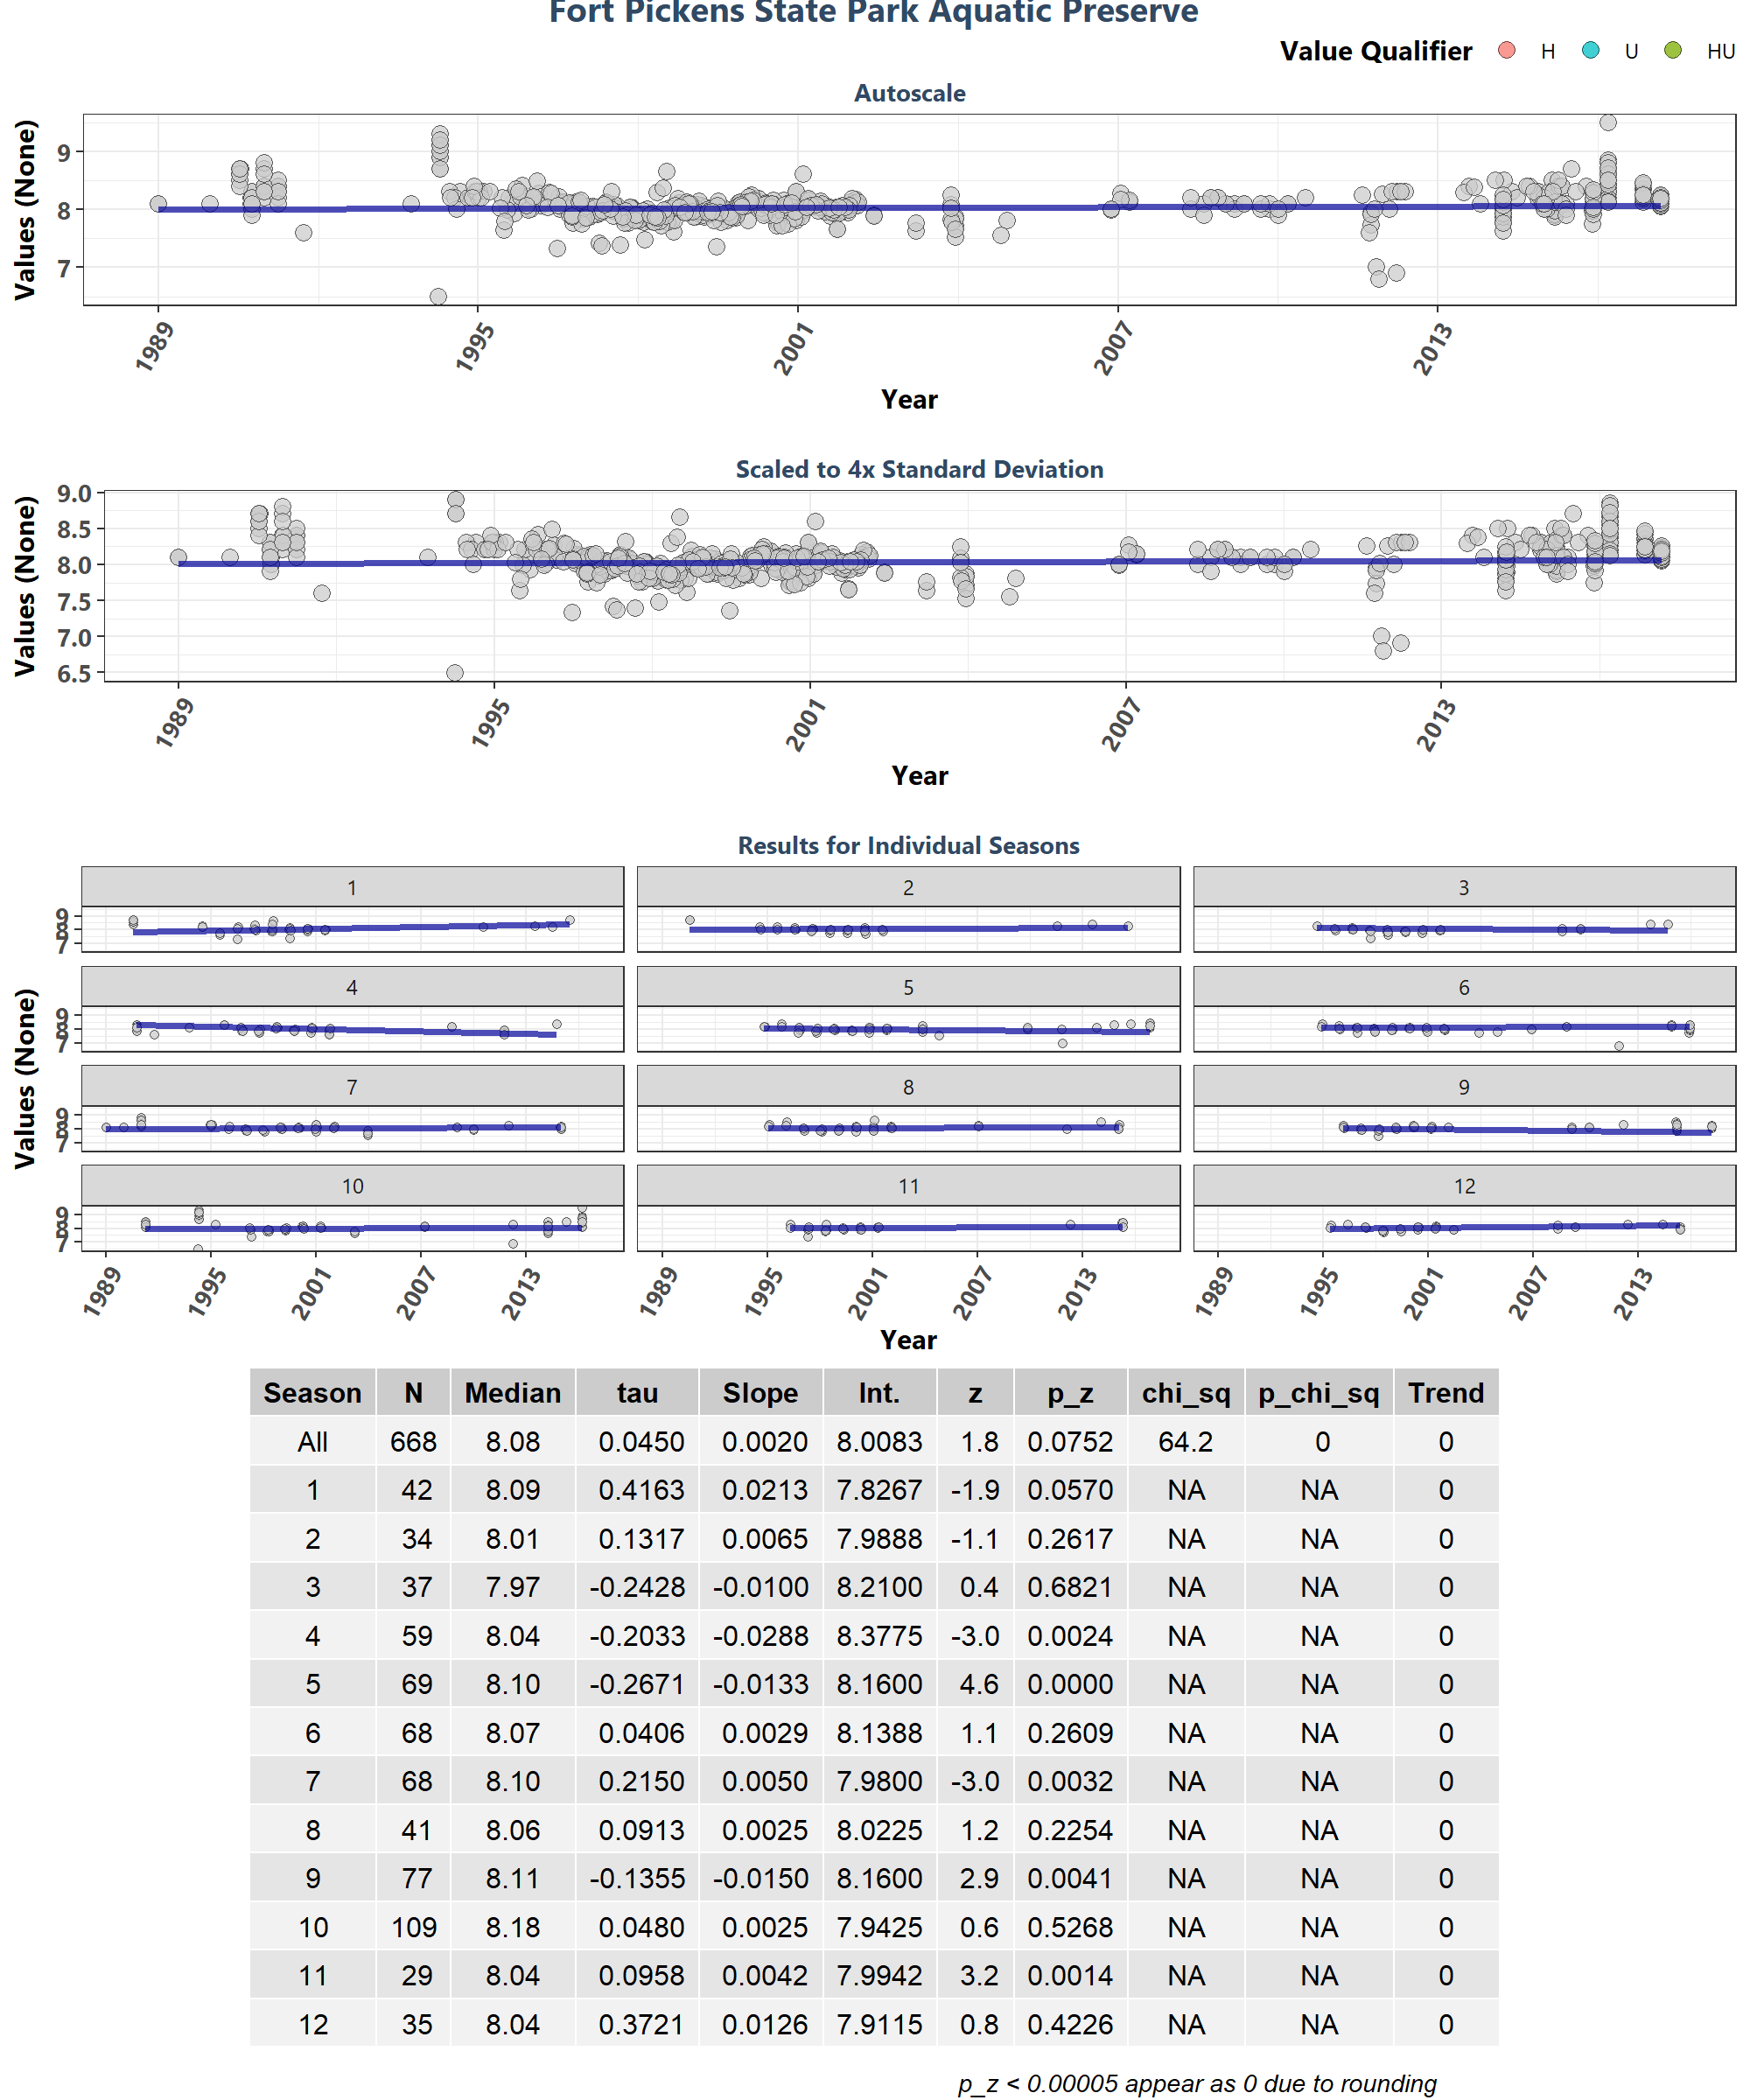 Fort Pickens State Park Aquatic Preserve
Value Qualifier H U HU
Autoscale
Values (None)
9
8
7
1989 1995 2001 2007 2013
Year
Scaled to 4x Standard Deviation
Values (None)
9.0
8.5
8.0
7.5
7.0
6.5
1989 1995 2001 2007 2013
Year
Results for Individual Seasons
Values (None)
1 2 3
9
8
7
4 5 6
9
8
7
7 8 9
9
8
7
10 11 12
9
8
7
1989 1995 2001 2007 2013 1989 1995 2001 2007 2013 1989 1995 2001 2007 2013
Year
Season N Median tau Slope Int. z p_z chi_sq p_chi_sq Trend
All 668 8.08 0.0450 0.0020 8.0083 1.8 0.0752 64.2 0 0
1 42 8.09 0.4163 0.0213 7.8267 -1.9 0.0570 NA NA 0
2 34 8.01 0.1317 0.0065 7.9888 -1.1 0.2617 NA NA 0
3 37 7.97 -0.2428 -0.0100 8.2100 0.4 0.6821 NA NA 0
4 59 8.04 -0.2033 -0.0288 8.3775 -3.0 0.0024 NA NA 0
5 69 8.10 -0.2671 -0.0133 8.1600 4.6 0.0000 NA NA 0
6 68 8.07 0.0406 0.0029 8.1388 1.1 0.2609 NA NA 0
7 68 8.10 0.2150 0.0050 7.9800 -3.0 0.0032 NA NA 0
8 41 8.06 0.0913 0.0025 8.0225 1.2 0.2254 NA NA 0
9 77 8.11 -0.1355 -0.0150 8.1600 2.9 0.0041 NA NA 0
10 109 8.18 0.0480 0.0025 7.9425 0.6 0.5268 NA NA 0
11 29 8.04 0.0958 0.0042 7.9942 3.2 0.0014 NA NA 0
12 35 8.04 0.3721 0.0126 7.9115 0.8 0.4226 NA NA 0
p_z < 0.00005 appear as 0 due to rounding